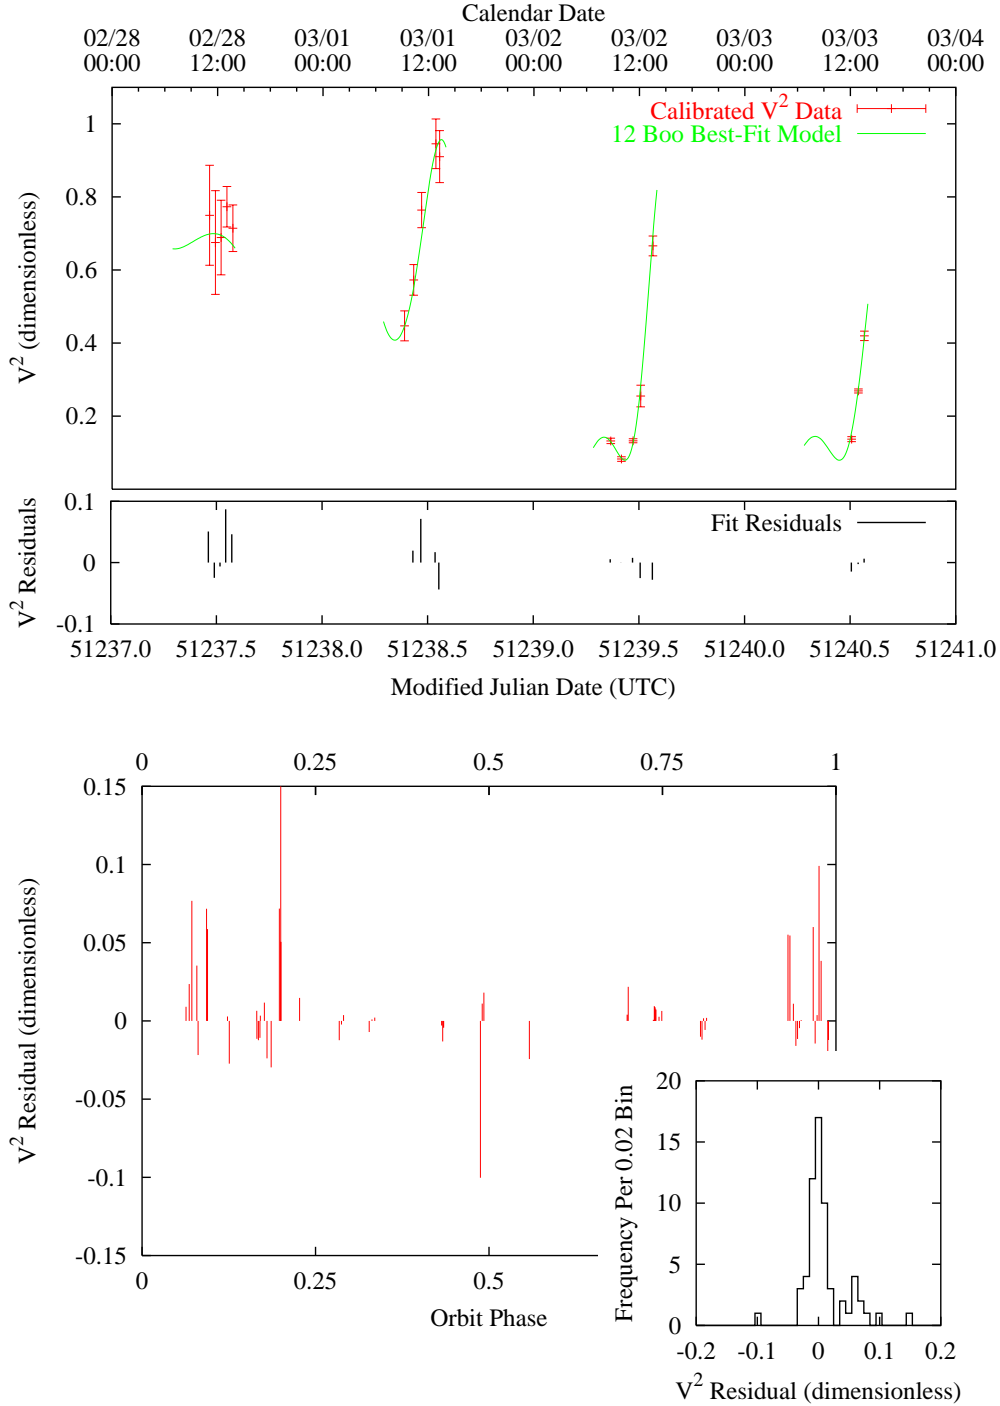 Calendar Date
02/28 02/28 03/01 03/01 03/02 03/02 03/03 03/03 03/04
00:00 12:00 00:00 12:00 00:00 12:00 00:00 12:00 00:00
Calibrated V² Data
12 Boo Best-Fit Model
1
0.8
0.6
0.4
0.2
V² (dimensionless)
0.1
0
-0.1
V² Residuals
Fit Residuals
51237.0 51237.5 51238.0 51238.5 51239.0 51239.5 51240.0 51240.5 51241.0
Modified Julian Date (UTC)
0 0.25 0.5 0.75 1
0.15
0.1
0.05
0
-0.05
-0.1
-0.15
V² Residual (dimensionless)
0 0.25 0.5
Orbit Phase
20
15
10
5
0
Frequency Per 0.02 Bin
-0.2 -0.1 0 0.1 0.2
V² Residual (dimensionless)